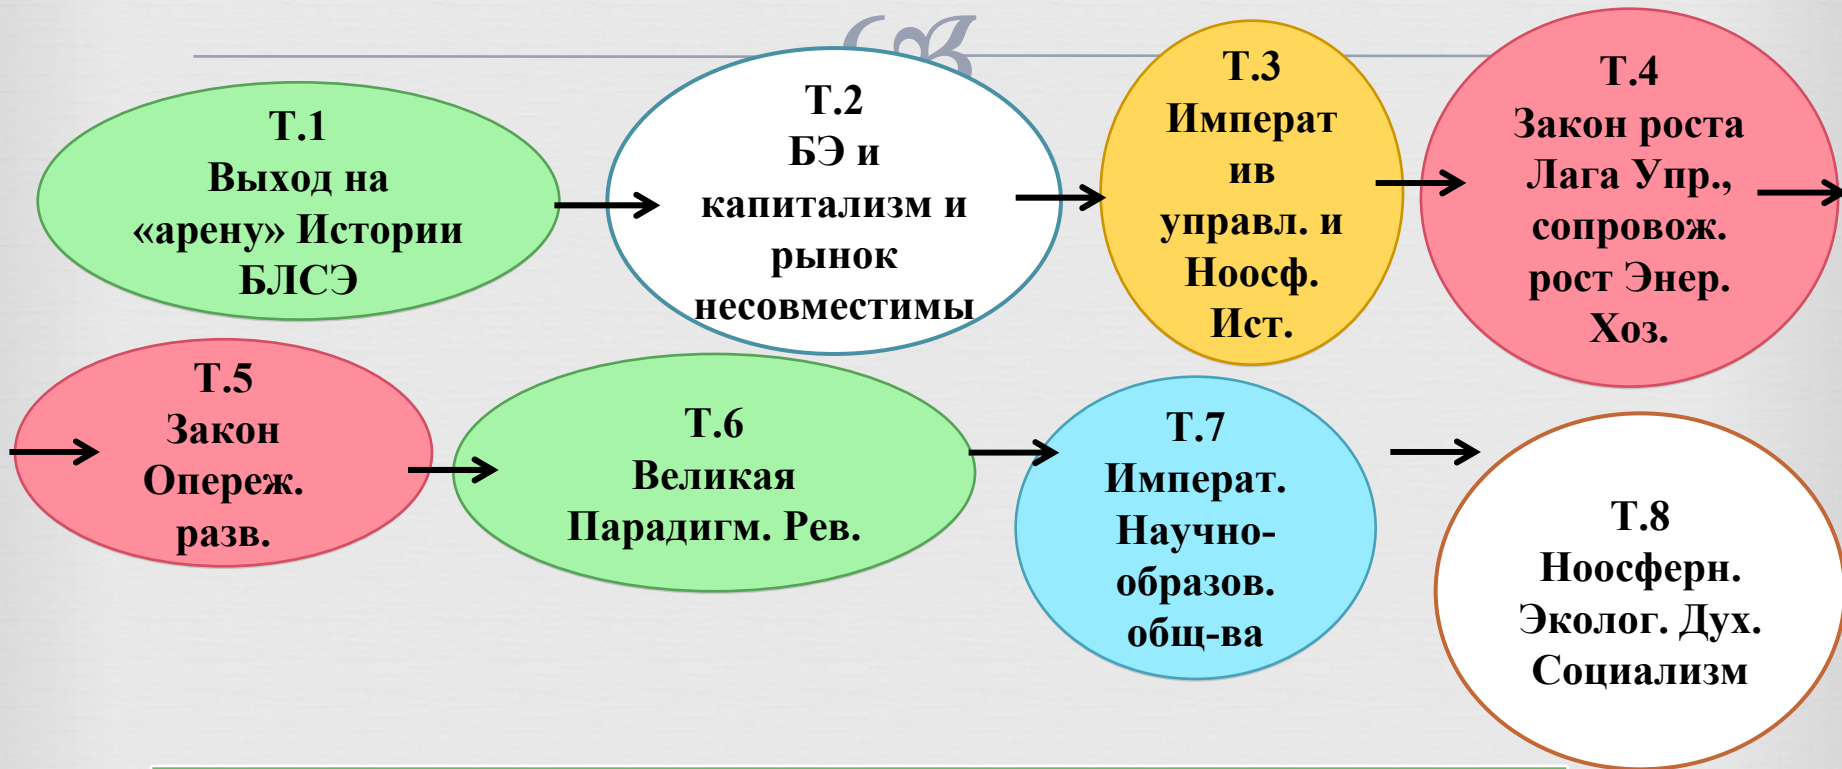 Т.1
Выход на
«арену» Истории
БЛСЭ
Т.2
БЭ и
капитализм и
рынок
несовместимы
Т.3
Императ
ив
управл. и
Ноосф.
Ист.
Т.4
Закон роста
Лага Упр.,
сопровож.
рост Энер.
Хоз.
Т.5
Закон
Опереж.
разв.
Т.6
Великая
Парадигм. Рев.
Т.7
Императ.
Научно-
образов.
общ-ва
Т.8
Ноосферн.
Эколог. Дух.
Социализм